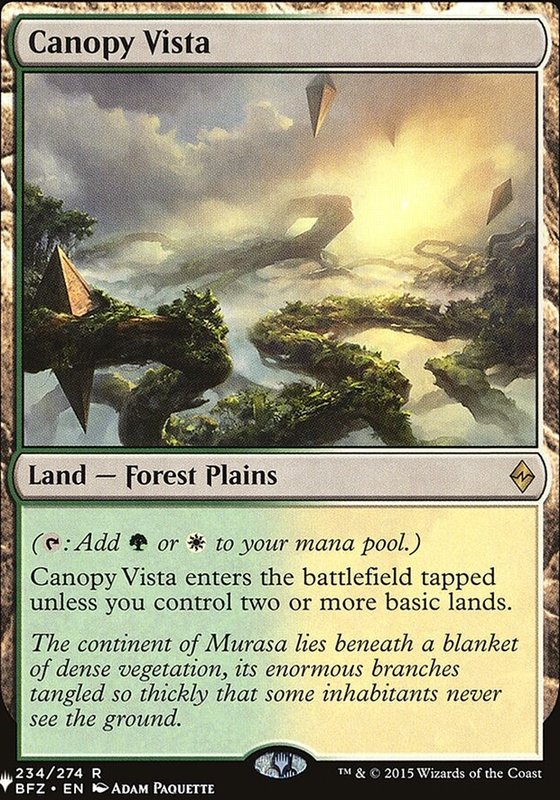 Canopy Vista
Land — Forest Plains
( : Add or to your mana pool.)
Canopy Vista enters the battlefield tapped
unless you control two or more basic lands.
The continent of Murasa lies beneath a blanket
of dense vegetation, its enormous branches
tangled so thickly that some inhabitants never
see the ground.
234/274 R
BFZ • EN Adam Paquette
™ & © 2015 Wizards of the Coast